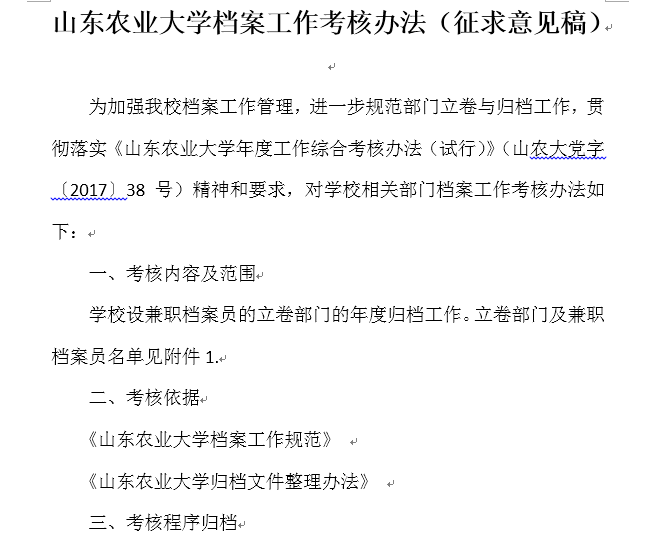 山东农业大学档案工作考核办法（征求意见稿）
为加强我校档案工作管理，进一步规范部门立卷与归档工作，贯
彻落实《山东农业大学年度工作综合考核办法（试行）》（山农大党字
〔2017〕38 号）精神和要求，对学校相关部门档案工作考核办法如
下：
一、考核内容及范围
学校设兼职档案员的立卷部门的年度归档工作。立卷部门及兼职
档案员名单见附件 1.
二、考核依据
《山东农业大学档案工作规范》
《山东农业大学归档文件整理办法》
三、考核程序归档